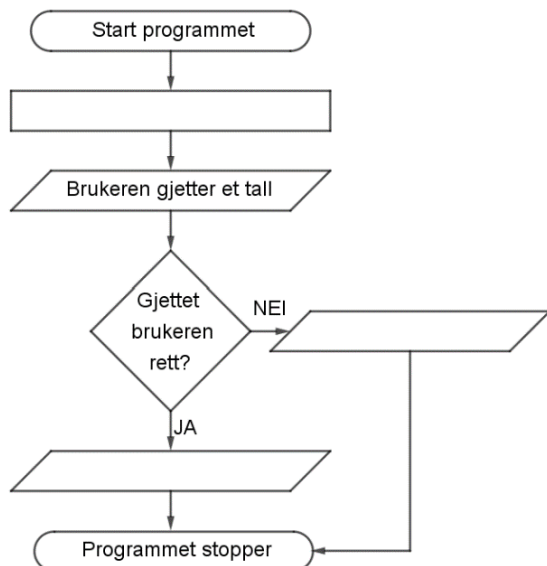 Start programmet
Brukeren gjetter et tall
Gjettet
brukeren
rett?
NEI
JA
Programmet stopper